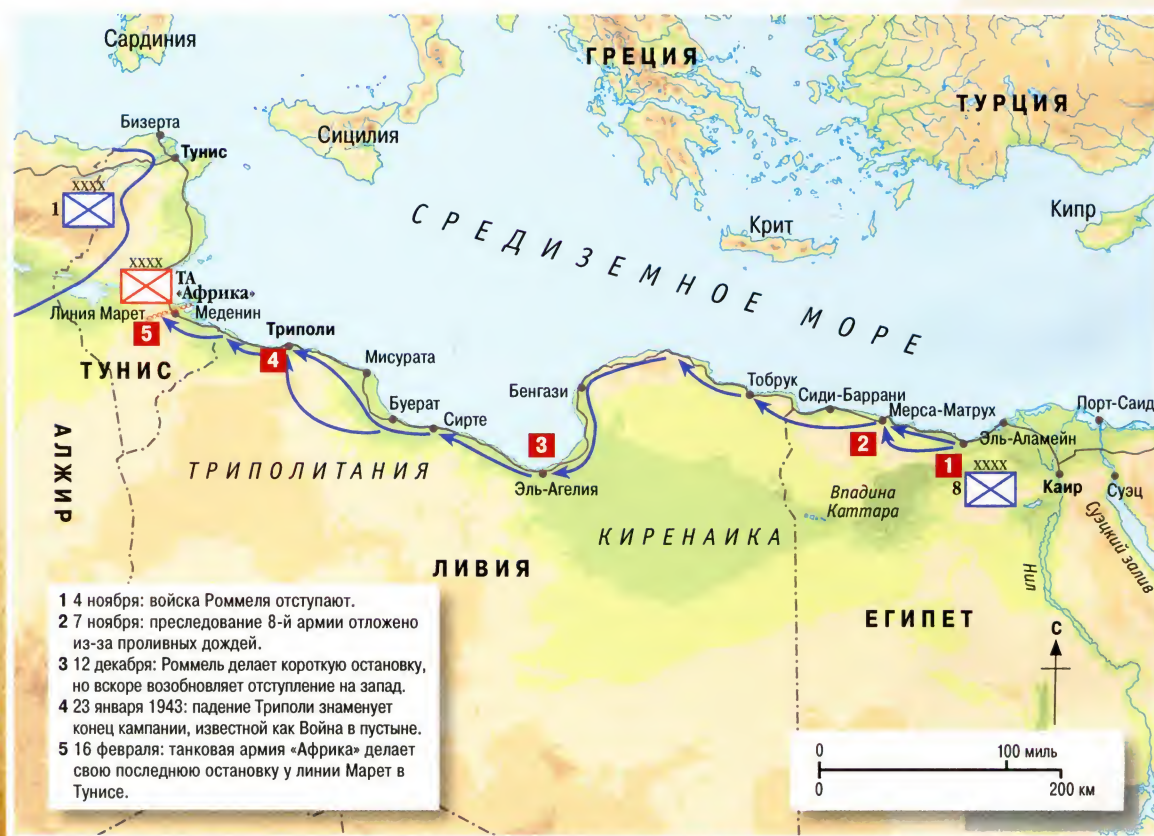 Сардиния
ГРЕЦИЯ
ТУРЦИЯ
Бизерта
Сицилия
Тунис
XXXX
1
СРЕДИЗЕМНОЕ МОРЕ
Крит
Кипр
XXXX
ТА
«Африка»
Линия Марет
Меденин
5
Триполи
4
ТУНИС
Мисурата
Бенгази
Тобрук
Сиди-Баррани
Мерса-Матрух
Порт-Саид
Буерат
Сирте
3
2
1
Эль-Аламейн
АЛЖИР
ТРИПОЛИТАНИЯ
Эль-Агелия
XXXX
8
Впадина
Каттара
Каир
Суэц
Суэцкий залив
КИРЕНАИКА
ЛИВИЯ
Нил
ЕГИПЕТ
С
1 4 ноября: войска Роммеля отступают.
2 7 ноября: преследование 8-й армии отложено
из-за проливных дождей.
3 12 декабря: Роммель делает короткую остановку,
но вскоре возобновляет отступление на запад.
4 23 января 1943: падение Триполи знаменует
конец кампании, известной как Война в пустыне.
5 16 февраля: танковая армия «Африка» делает
свою последнюю остановку у линии Марет в
Тунисе.
0 100 миль
0 200 км